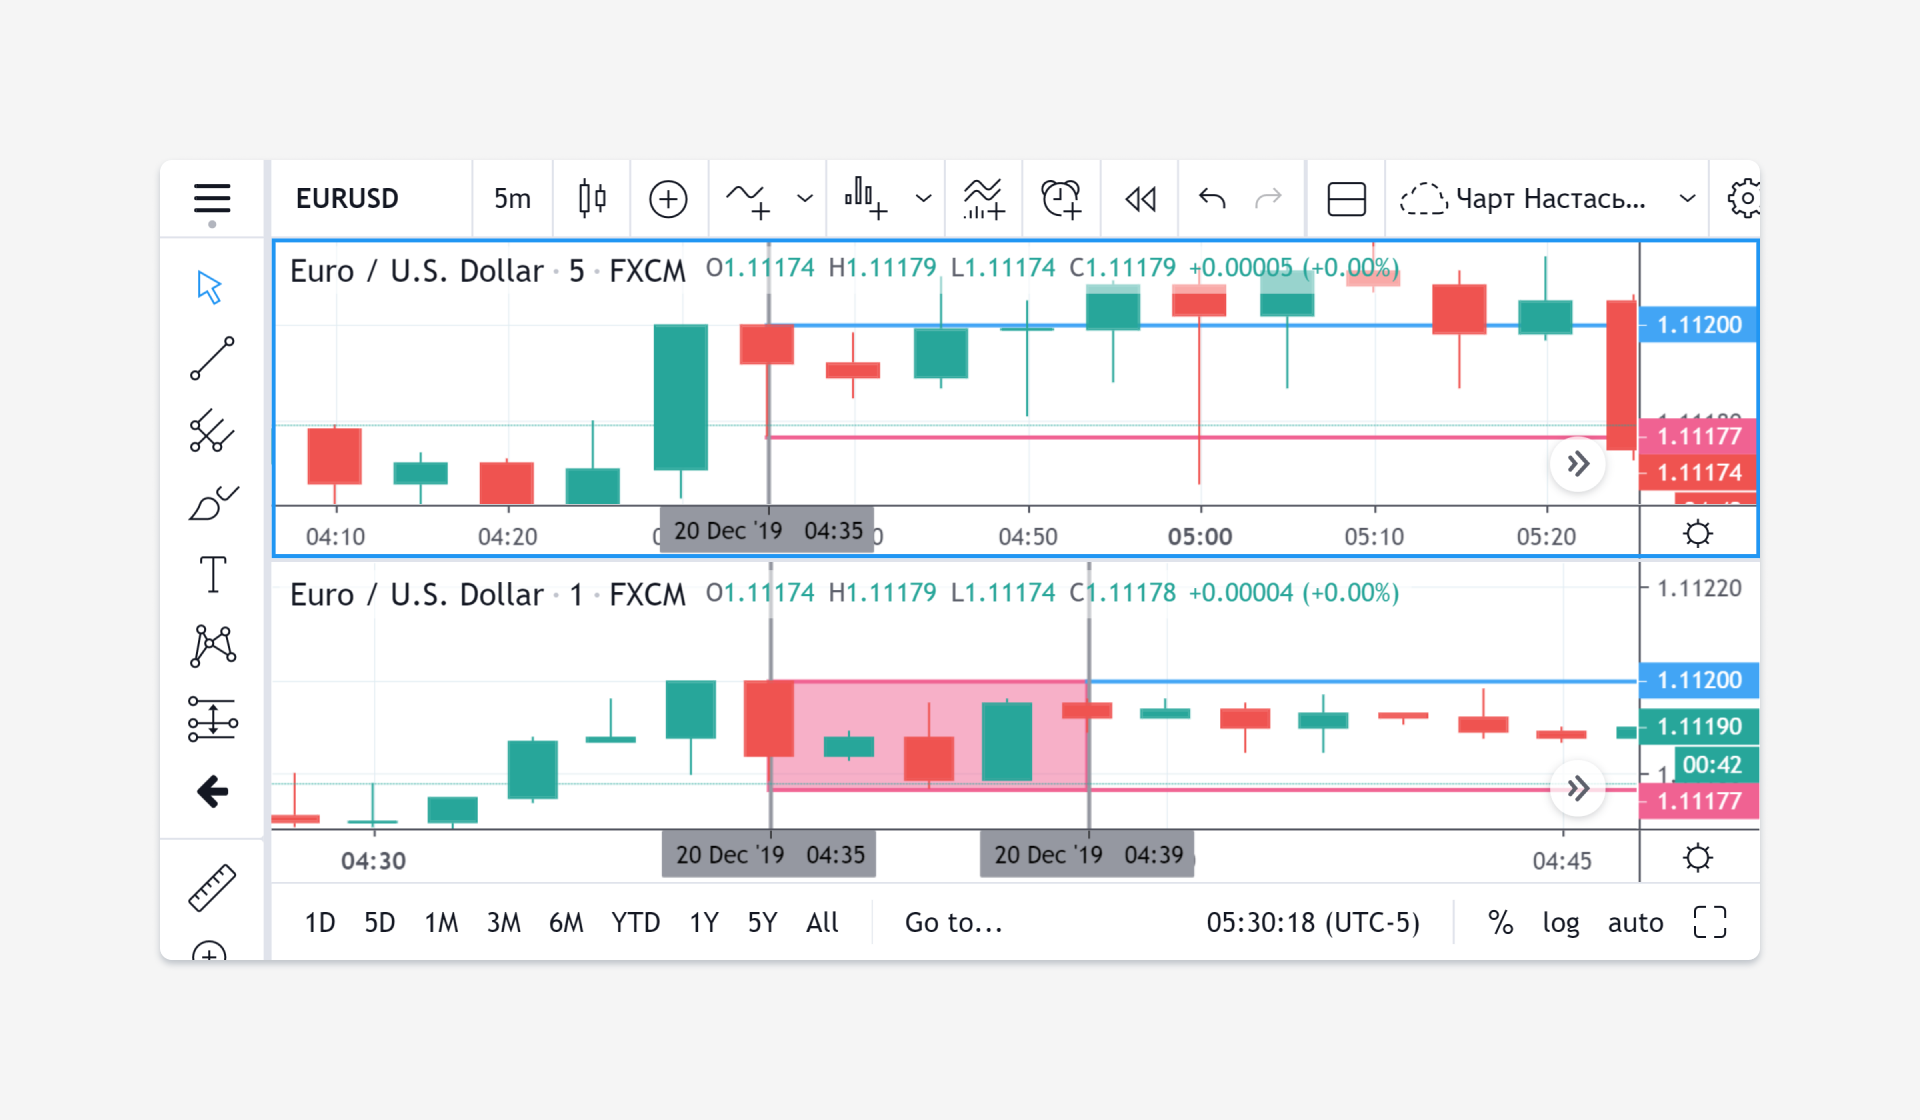 EURUSD 5m Чарт Настась...
Euro / U.S. Dollar · 5 · FXCM O1.11174 H1.11179 L1.11174 C1.11179 +0.00005 (+0.00%)
1.11200
1.11180
1.11177
1.11174
04:10 04:20 20 Dec '19 04:35 04:50 05:00 05:10 05:20
Euro / U.S. Dollar · 1 · FXCM O1.11174 H1.11179 L1.11174 C1.11178 +0.00004 (+0.00%)
1.11220
1.11200
1.11190
00:42
1.11177
04:30 20 Dec '19 04:35 20 Dec '19 04:39 04:45
1D 5D 1M 3M 6M YTD 1Y 5Y All Go to... 05:30:18 (UTC-5) % log auto